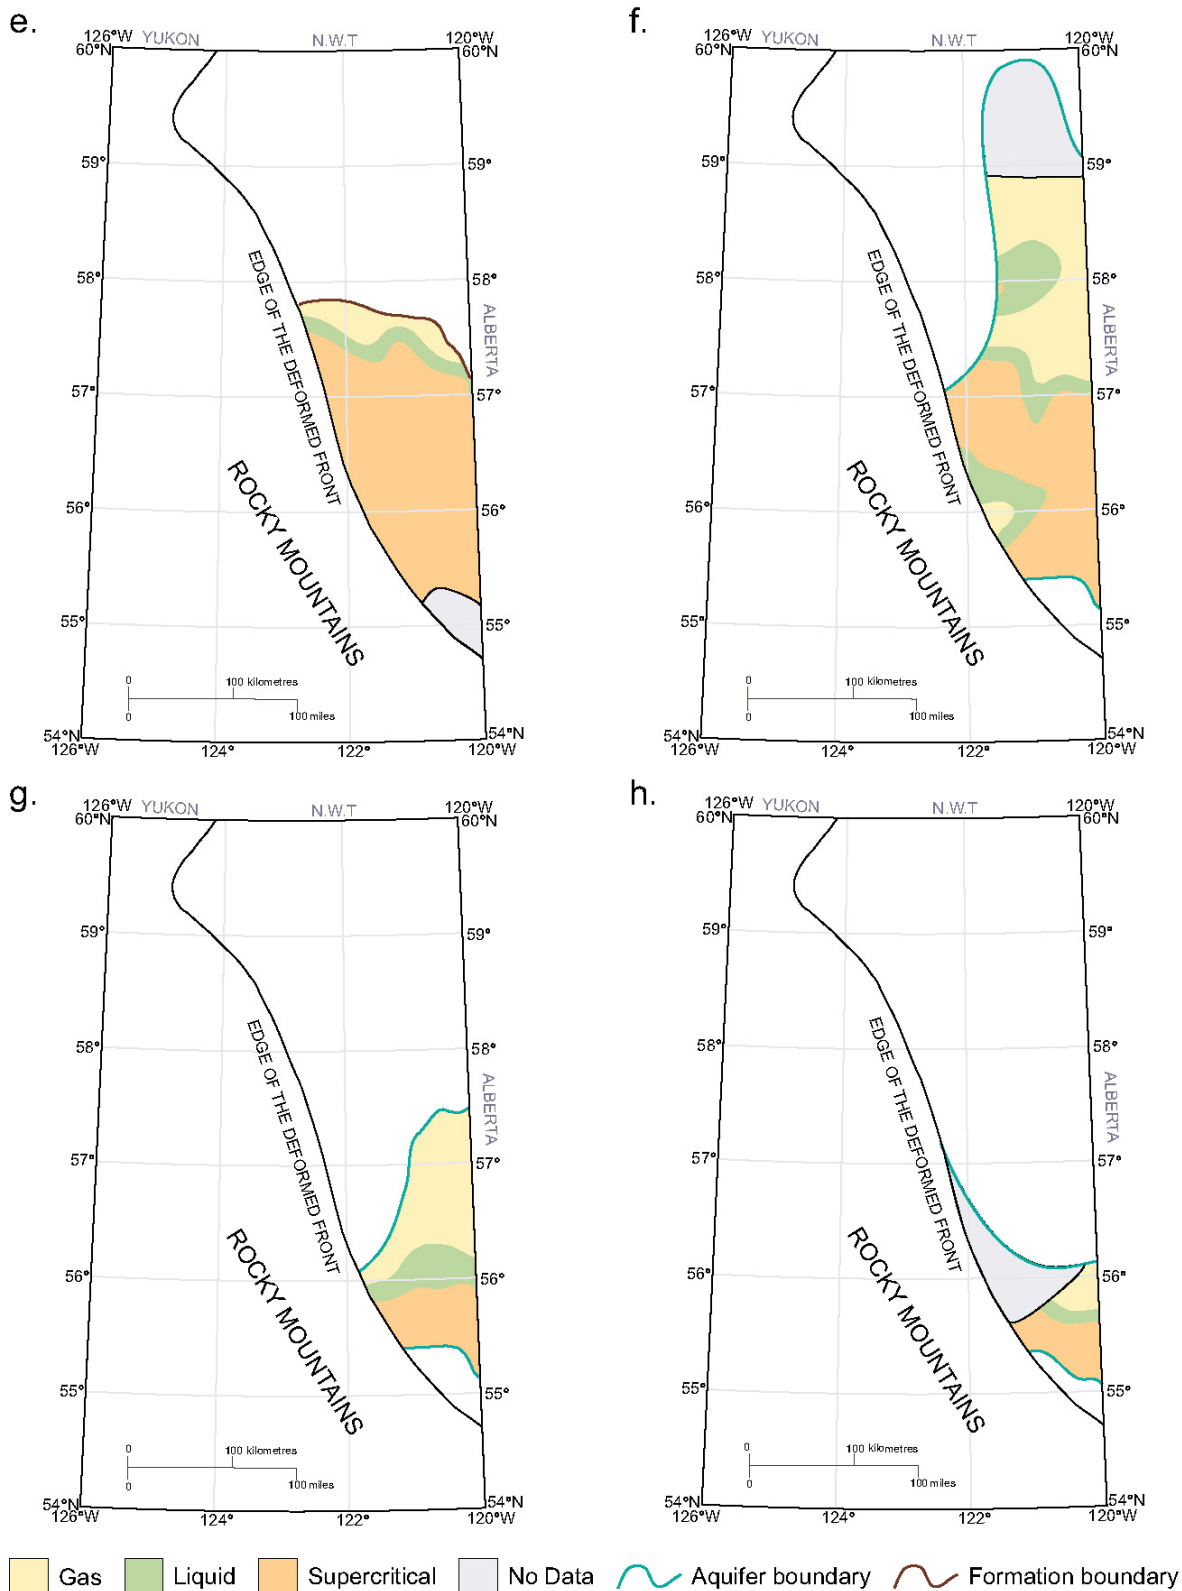 e.
126°W YUKON N.W.T 120°W
60°N 60°N
59° 59°
58° 58°
EDGE OF THE DEFORMED FRONT
ALBERTA
57° 57°
ROCKY MOUNTAINS
56° 56°
55° 55°
0 100 kilometres
0 100 miles
54°N 54°N
126°W 124° 122° 120°W
f.
126°W YUKON N.W.T 120°W
60°N 60°N
59° 59°
58° 58°
EDGE OF THE DEFORMED FRONT
ALBERTA
57° 57°
ROCKY MOUNTAINS
56° 56°
55° 55°
0 100 kilometres
0 100 miles
54°N 54°N
126°W 124° 122° 120°W
g.
126°W YUKON N.W.T 120°W
60°N 60°N
59° 59°
58° 58°
EDGE OF THE DEFORMED FRONT
ALBERTA
57° 57°
ROCKY MOUNTAINS
56° 56°
55° 55°
0 100 kilometres
0 100 miles
54°N 54°N
126°W 124° 122° 120°W
h.
126°W YUKON N.W.T 120°W
60°N 60°N
59° 59°
58° 58°
EDGE OF THE DEFORMED FRONT
ALBERTA
57° 57°
ROCKY MOUNTAINS
56° 56°
55° 55°
0 100 kilometres
0 100 miles
54°N 54°N
126°W 124° 122° 120°W
Gas Liquid Supercritical No Data Aquifer boundary Formation boundary